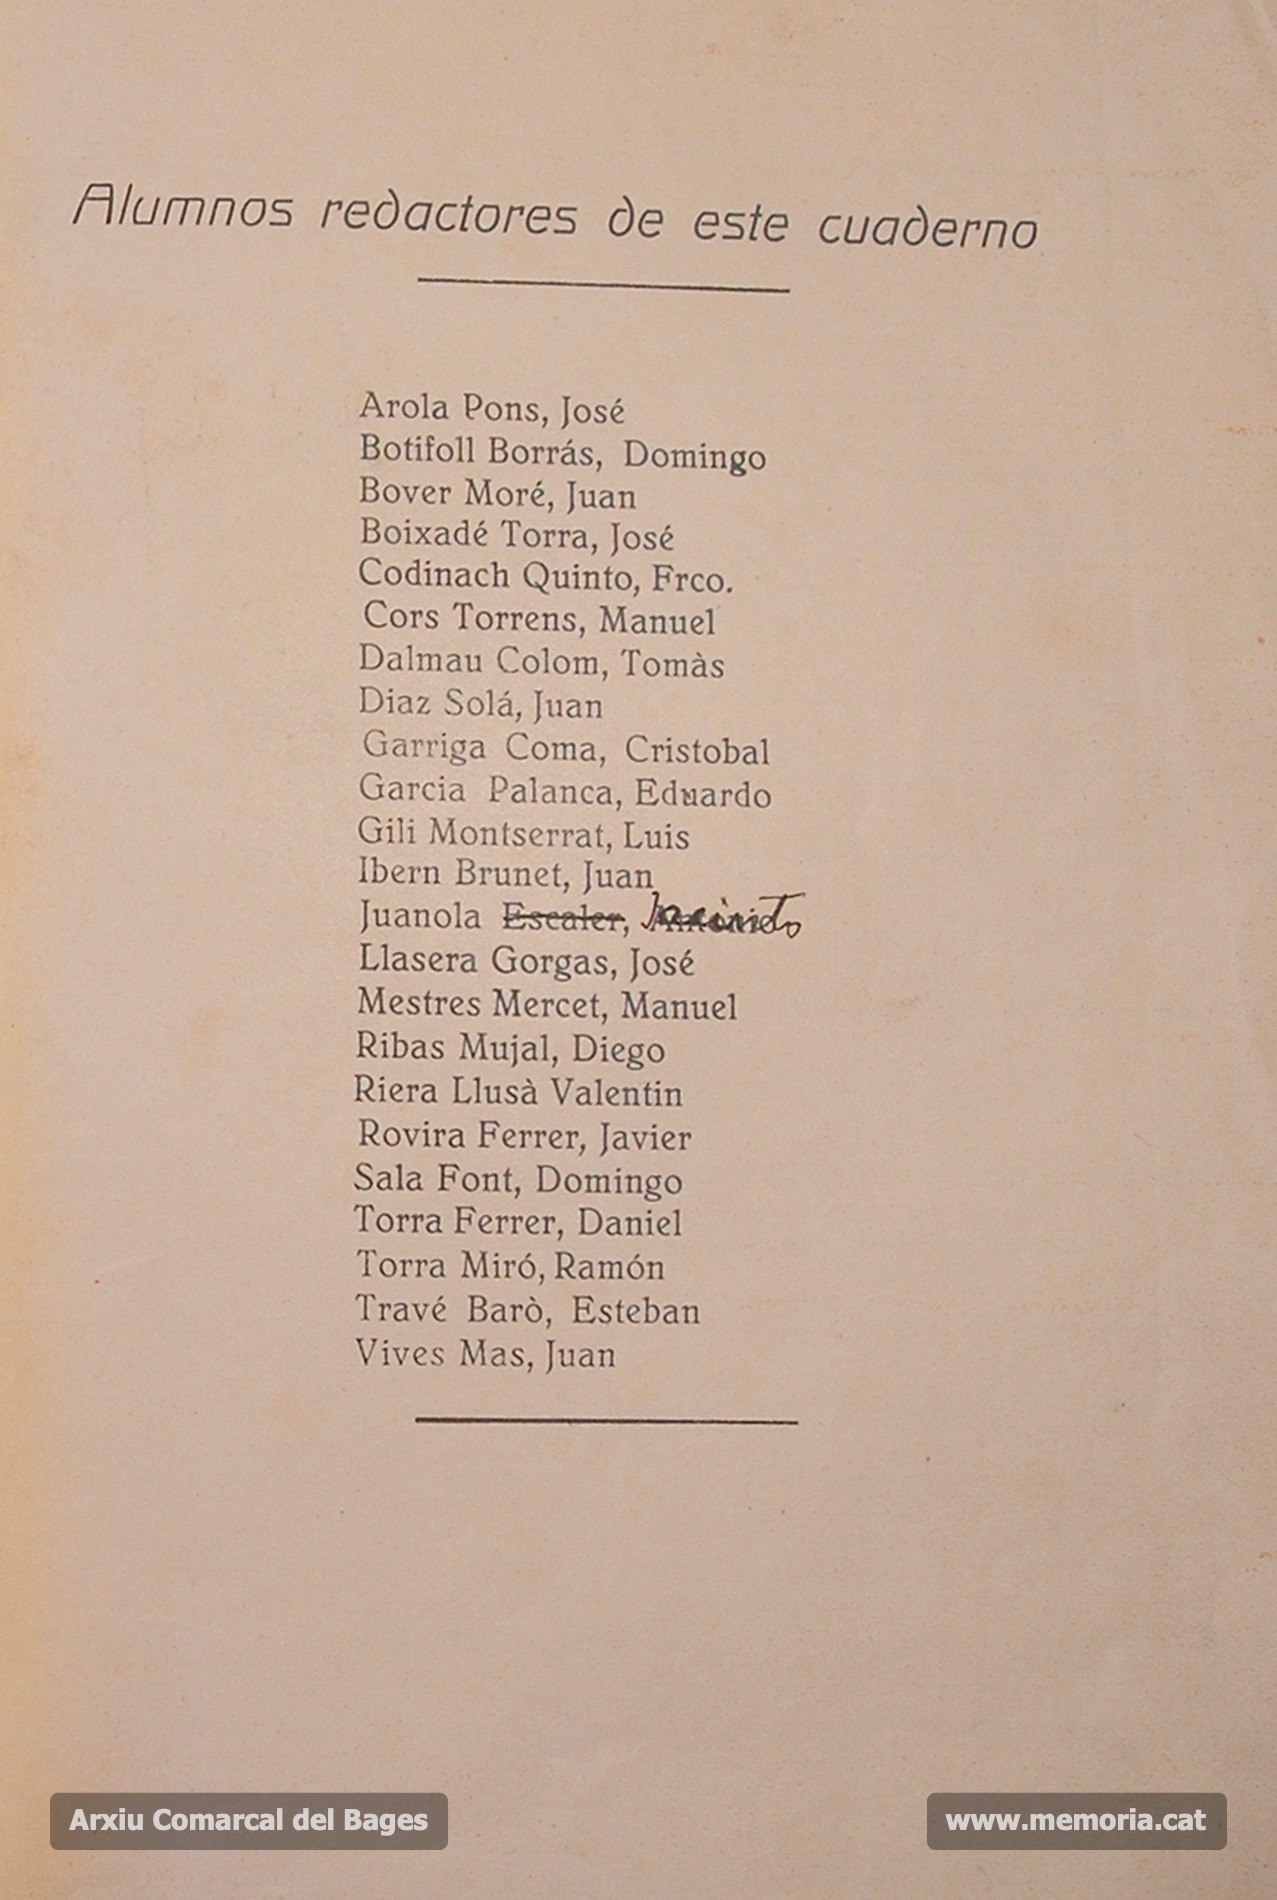 Alumnos redactores de este cuaderno
Arola Pons, José
Botifoll Borrás, Domingo
Bover Moré, Juan
Boixadé Torra, José
Codinach Quinto, Frco.
Cors Torrens, Manuel
Dalmau Colom, Tomàs
Diaz Solá, Juan
Garriga Coma, Cristobal
Garcia Palanca, Eduardo
Gili Montserrat, Luis
Ibern Brunet, Juan
Juanola Escaler, Jacinto
Llasera Gorgas, José
Mestres Mercet, Manuel
Ribas Mujal, Diego
Riera Llusà Valentin
Rovira Ferrer, Javier
Sala Font, Domingo
Torra Ferrer, Daniel
Torra Miró, Ramón
Travé Barò, Esteban
Vives Mas, Juan
Arxiu Comarcal del Bages
www.memoria.cat